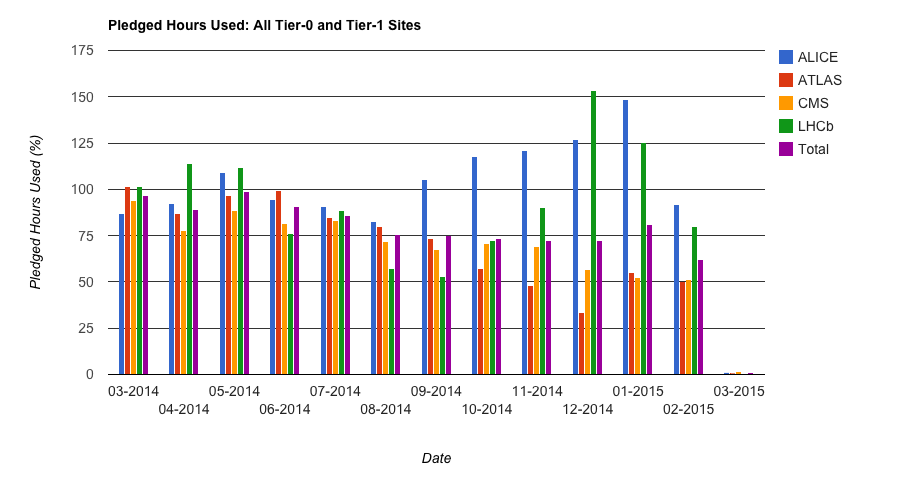 Pledged Hours Used: All Tier-0 and Tier-1 Sites
175
150
125
100
75
50
25
0
Pledged Hours Used (%)
ALICE
ATLAS
CMS
LHCb
Total
03-2014
04-2014
05-2014
06-2014
07-2014
08-2014
09-2014
10-2014
11-2014
12-2014
01-2015
02-2015
03-2015
Date